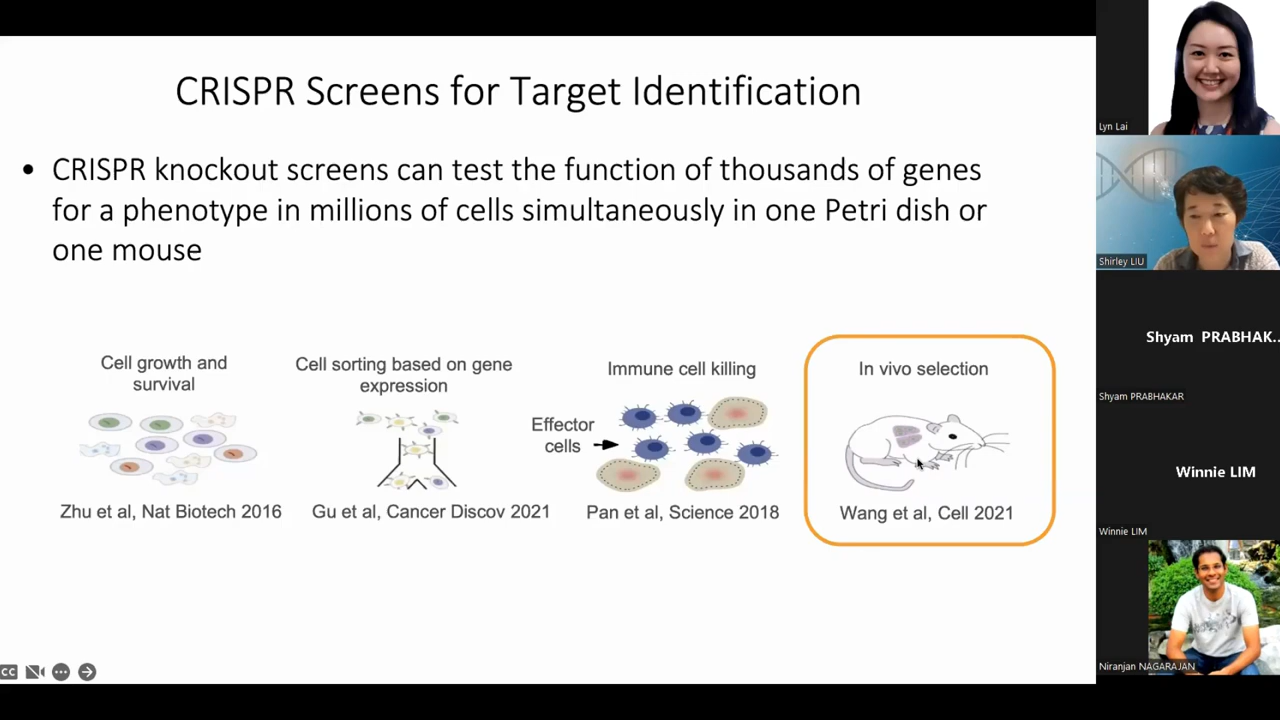 CRISPR Screens for Target Identification
• CRISPR knockout screens can test the function of thousands of genes
for a phenotype in millions of cells simultaneously in one Petri dish or
one mouse
Cell growth and
survival
Zhu et al, Nat Biotech 2016
Cell sorting based on gene
expression
Gu et al, Cancer Discov 2021
Immune cell killing
Effector
cells
Pan et al, Science 2018
In vivo selection
Wang et al, Cell 2021
CC
Lyn Lai
Shirley LIU
Shyam PRABHAK...
Shyam PRABHAKAR
Winnie LIM
Winnie LIM
Niranjan NAGARAJAN